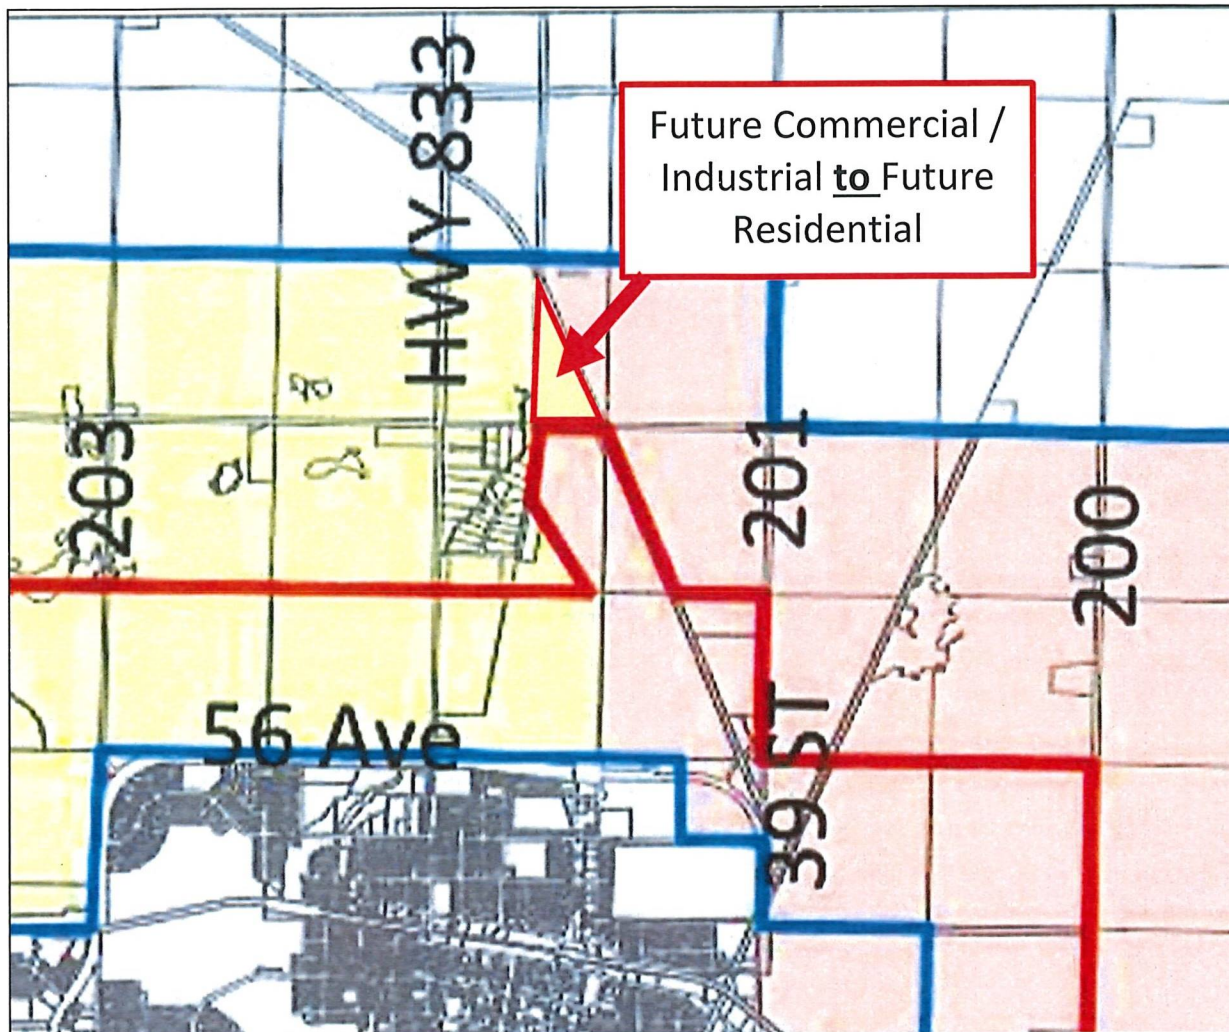 HWY 833
Future Commercial /
Industrial to Future
Residential
203
201
200
56 Ave
39 ST